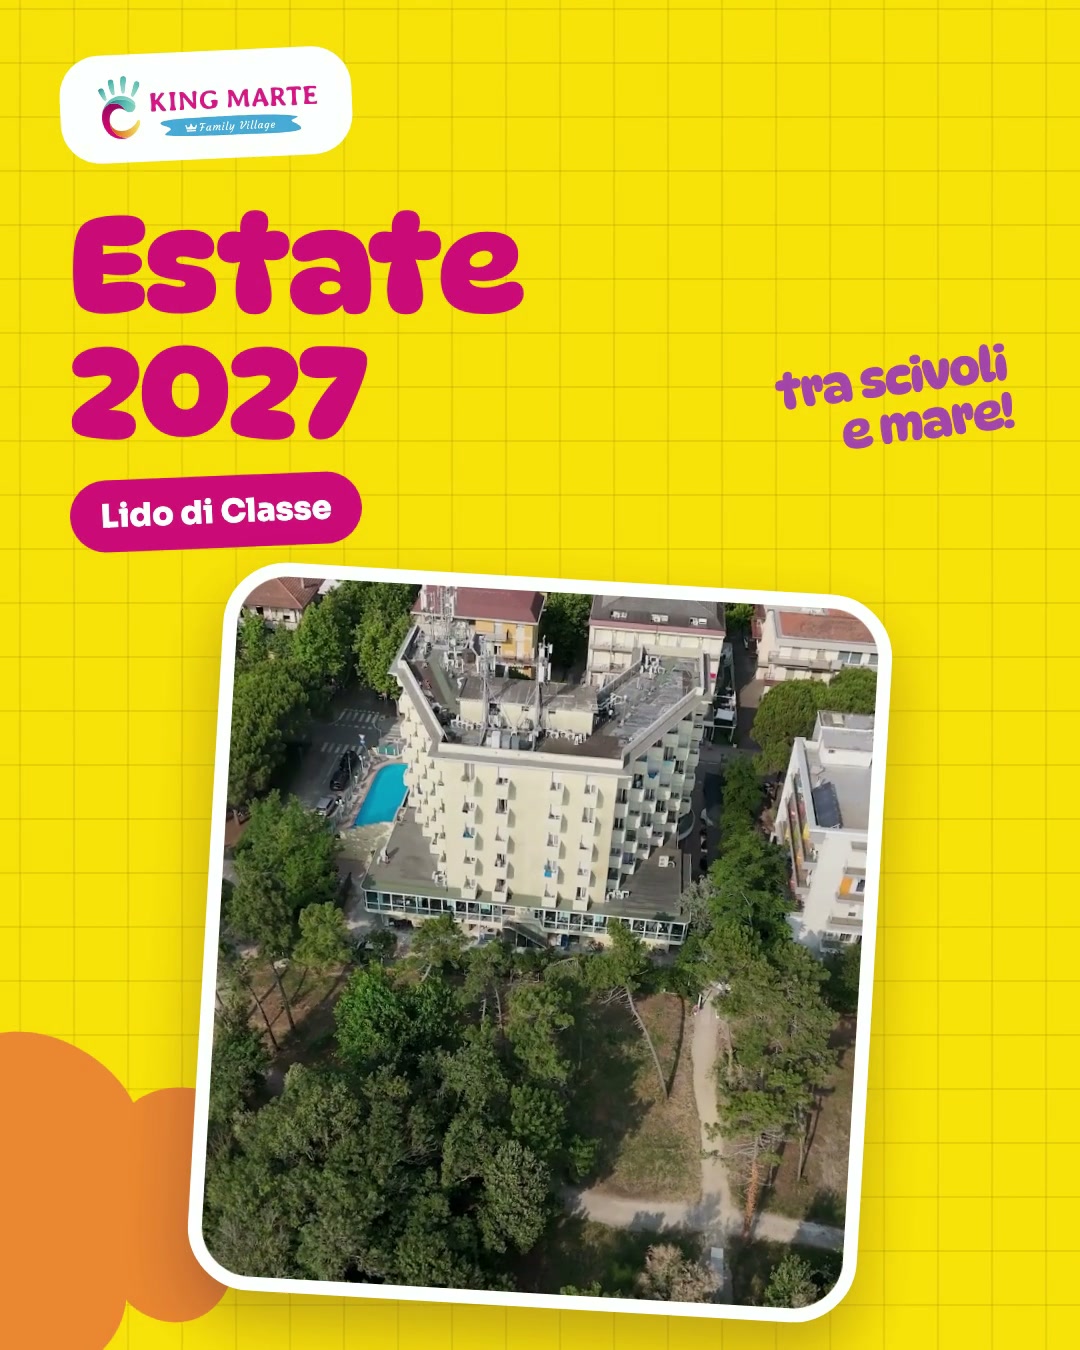 KING MARTE
Family Village
Estate
2027
tra scivoli
e mare!
Lido di Classe